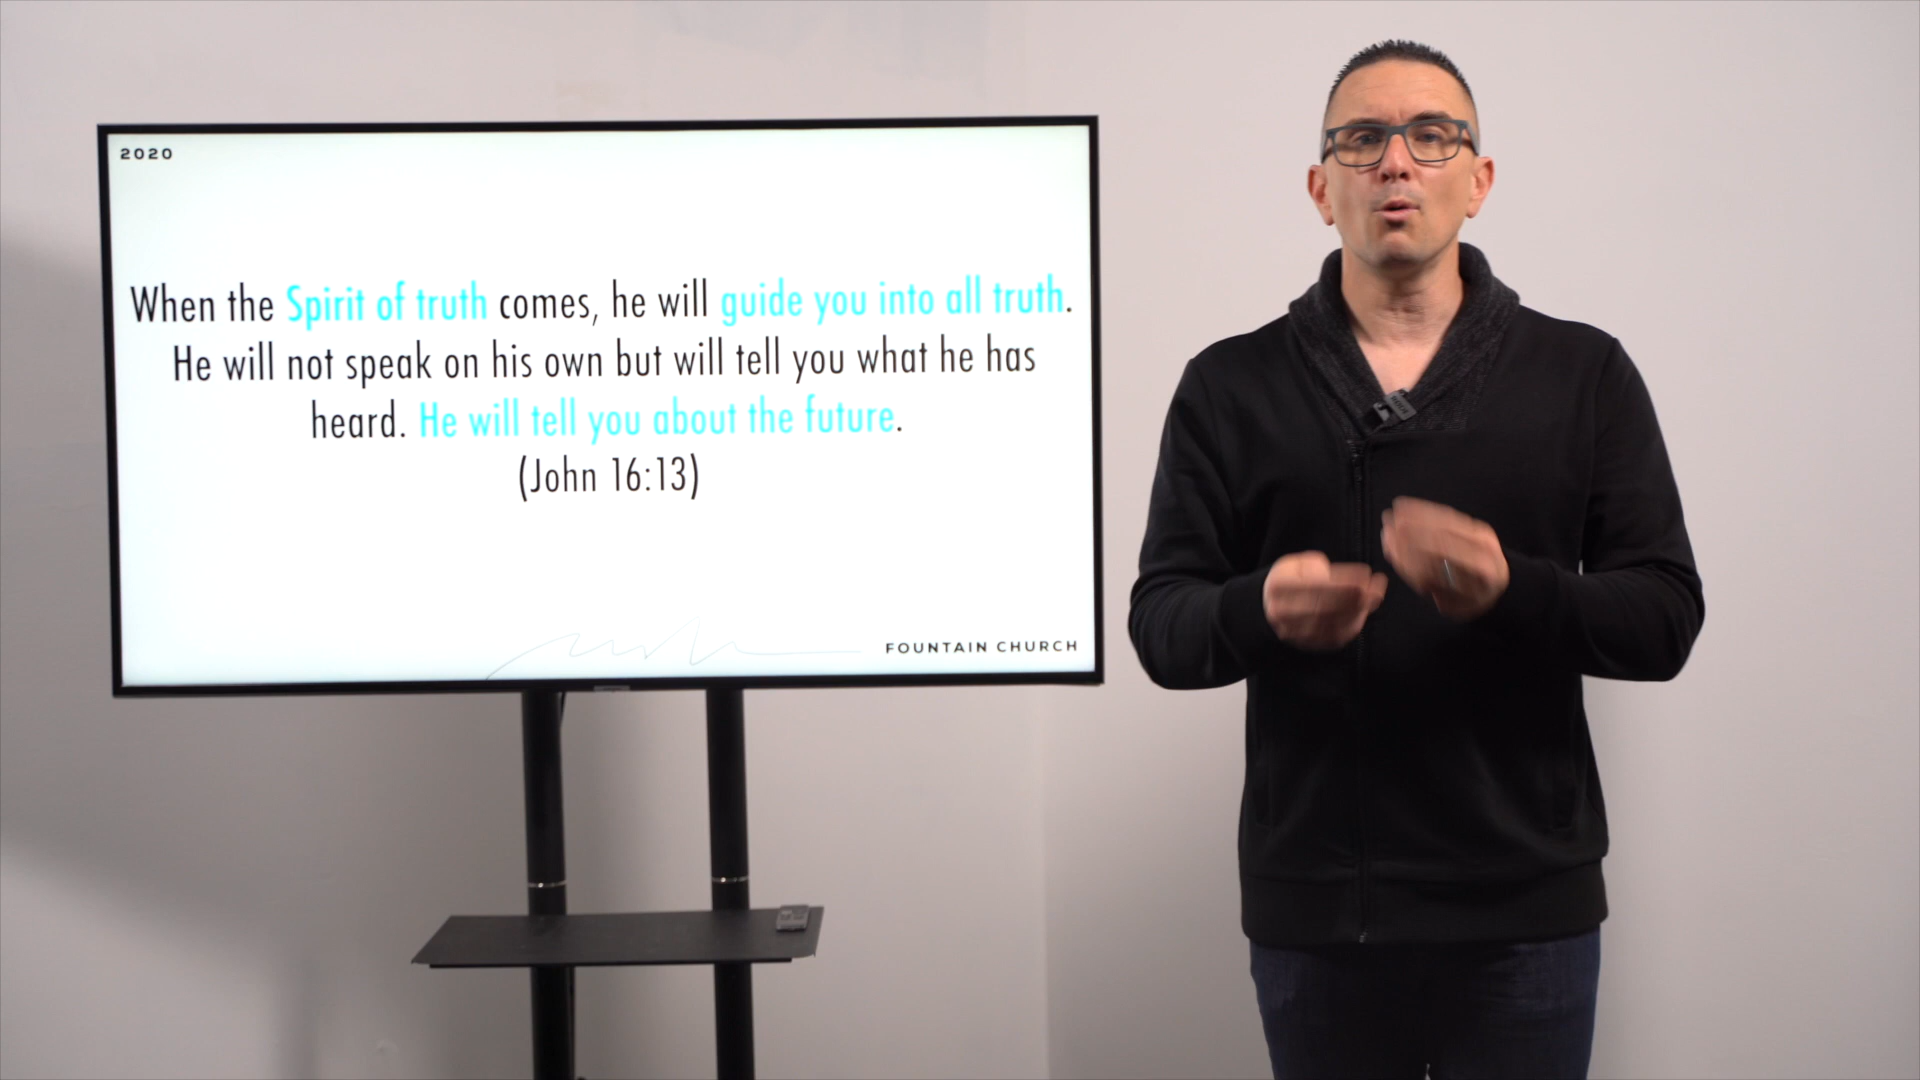 2020
When the Spirit of truth comes, he will guide you into all truth.
He will not speak on his own but will tell you what he has
heard. He will tell you about the future.
(John 16:13)
FOUNTAIN CHURCH